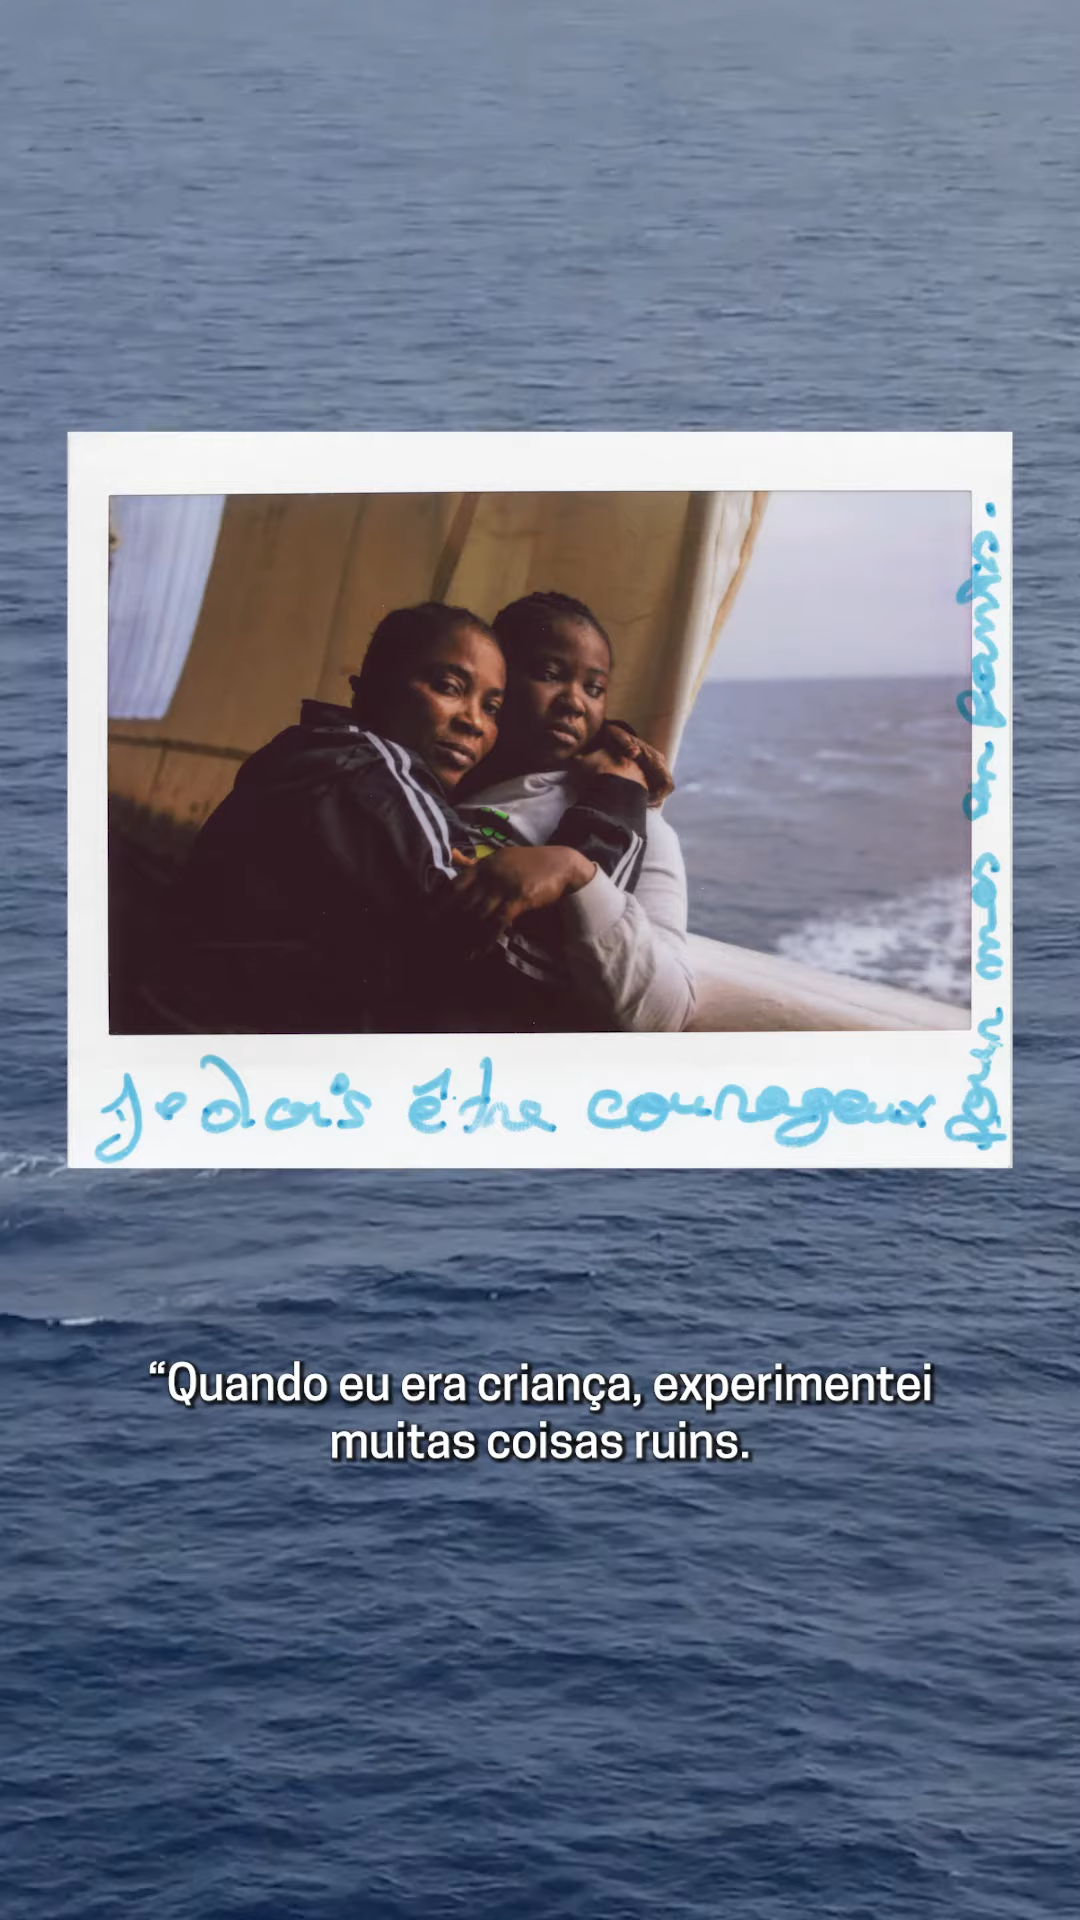 Je dois être courageux
pour mes enfants.
“Quando eu era criança, experimentei
muitas coisas ruins.